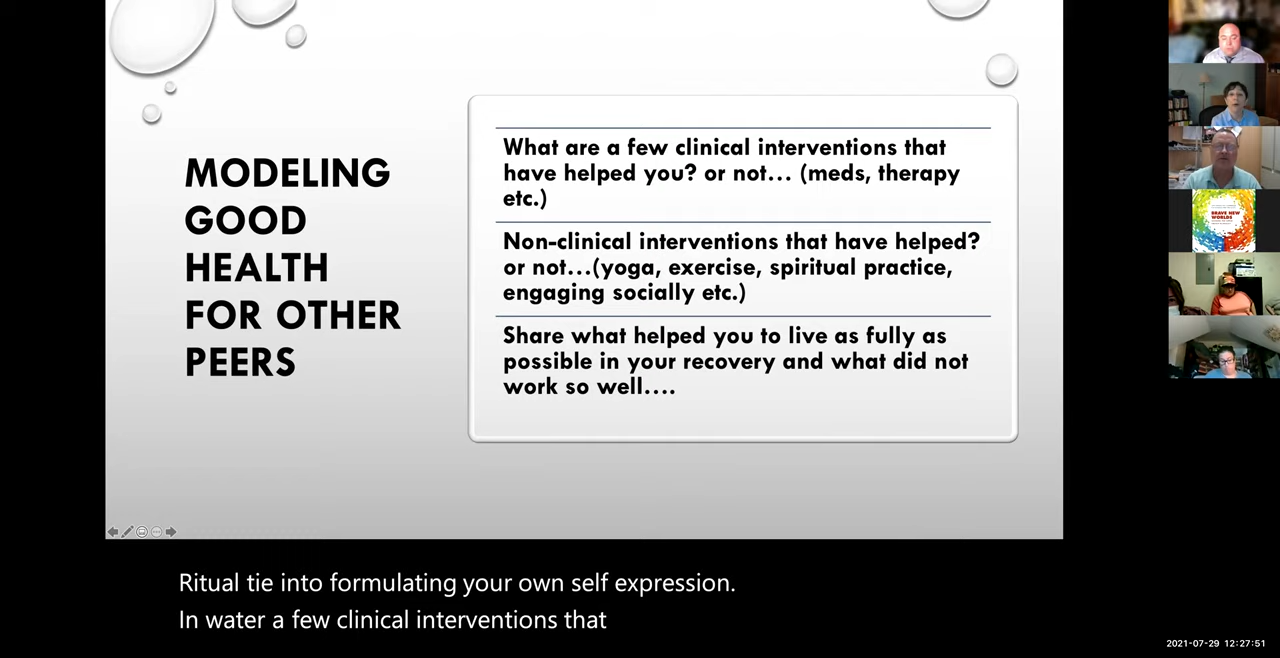 MODELING
GOOD
HEALTH
FOR OTHER
PEERS
What are a few clinical interventions that
have helped you? or not... (meds, therapy
etc.)
Non-clinical interventions that have helped?
or not...(yoga, exercise, spiritual practice,
engaging socially etc.)
Share what helped you to live as fully as
possible in your recovery and what did not
work so well....
Ritual tie into formulating your own self expression.
In water a few clinical interventions that
BRAVE NEW
WORLDS
2021-07-29 12:27:51